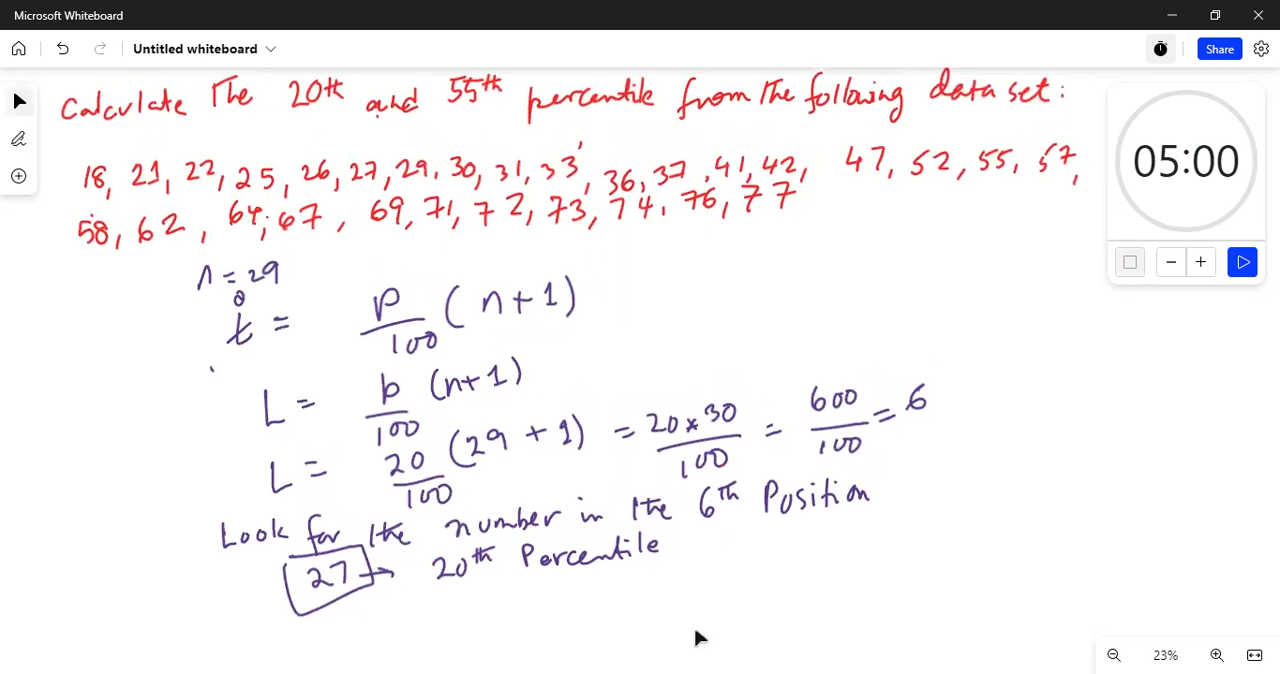 Microsoft Whiteboard
Untitled whiteboard
Share
Calculate The 20th and 55th percentile from the following data set:
18, 21, 22, 25, 26, 27, 29, 30, 31, 33, 36, 37, 41, 42, 47, 52, 55, 57,
58, 62, 64, 67, 69, 71, 72, 73, 74, 76, 77
05:00
n = 29
t = P/100 (n+1)
L = P/100 (n+1)
L = 20/100 (29 + 1) = 20 × 30/100 = 600/100 = 6
Look for the number in the 6th Position
27 → 20th Percentile
23%